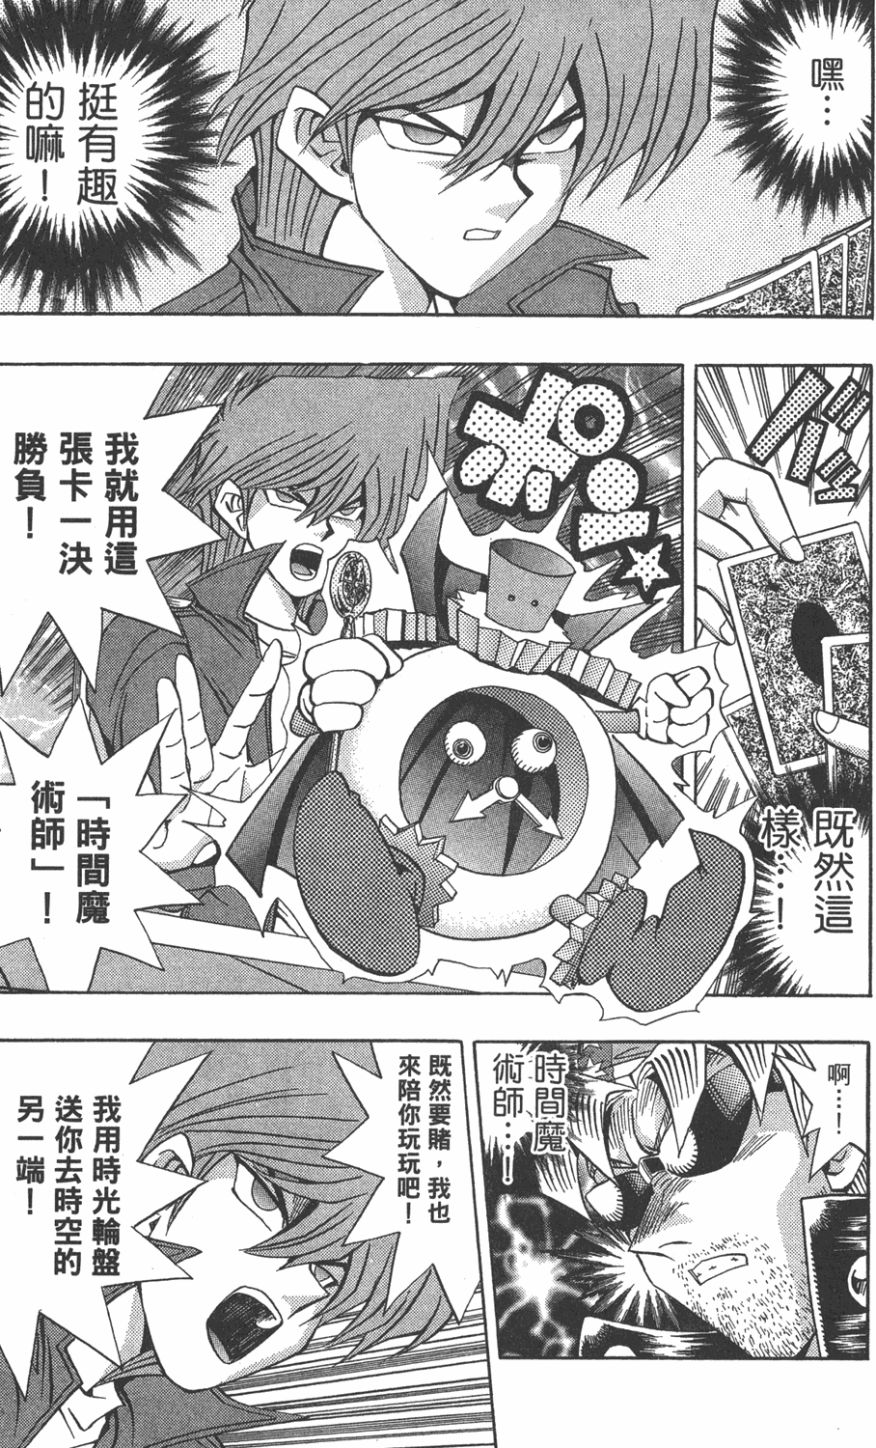 嘿…
挺有趣
的嘛！
既然這
樣…！
ポン
我就用這
張卡一決
勝負！
「時間魔
術師」！
啊…！
時間魔
術師…！
既然要賭，我也
來陪你玩玩吧！
我用時光輪盤
送你去時空的
另一端！